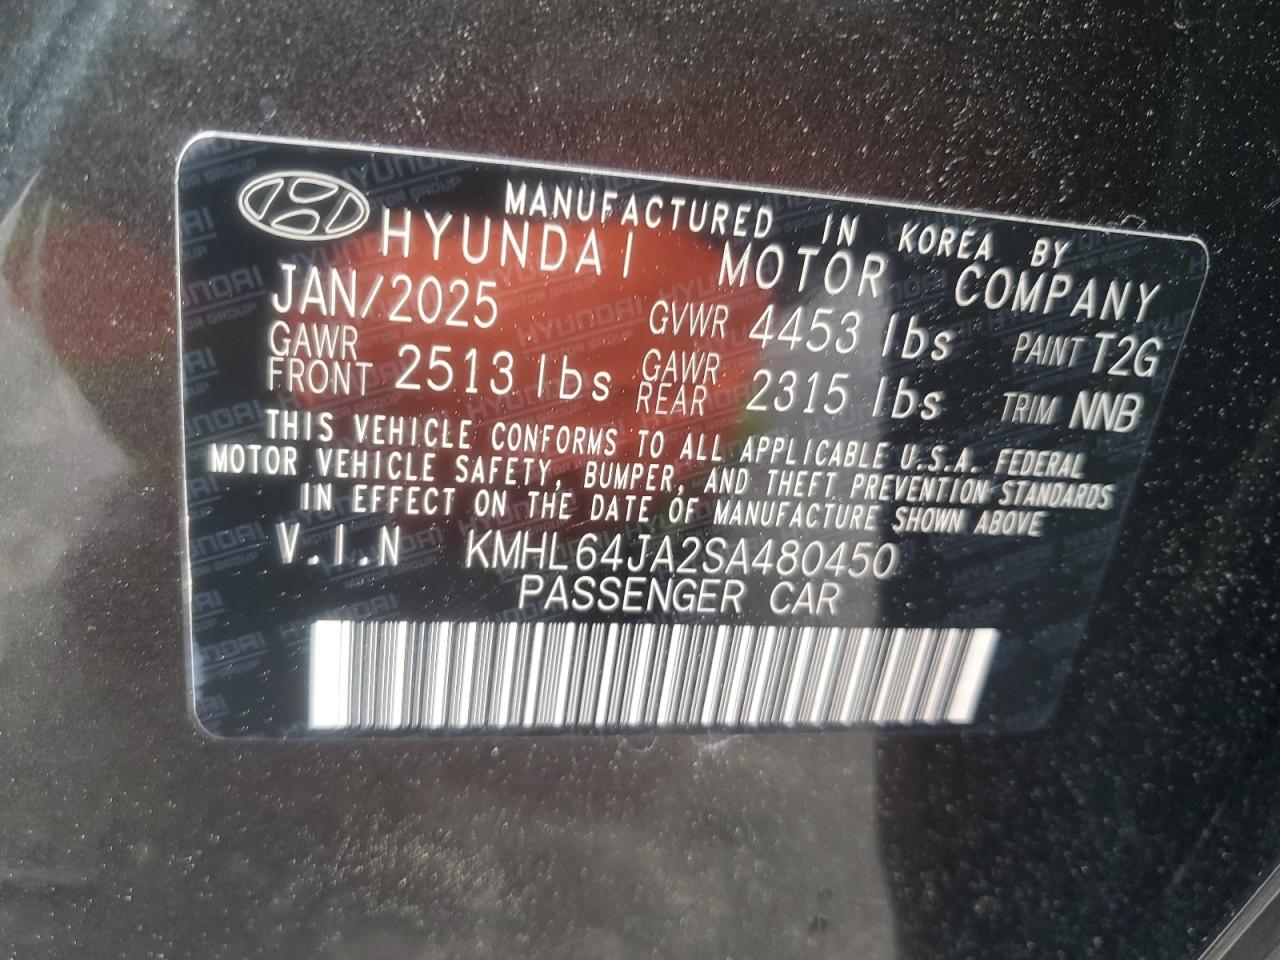 MANUFACTURED IN KOREA BY
HYUNDAI MOTOR COMPANY
JAN/2025 GVWR 4453 lbs PAINT T2G
GAWR FRONT 2513 lbs GAWR REAR 2315 lbs TRIM NNB
THIS VEHICLE CONFORMS TO ALL APPLICABLE U.S.A. FEDERAL
MOTOR VEHICLE SAFETY, BUMPER, AND THEFT PREVENTION STANDARDS
IN EFFECT ON THE DATE OF MANUFACTURE SHOWN ABOVE
V.I.N KMHL64JA2SA480450
PASSENGER CAR